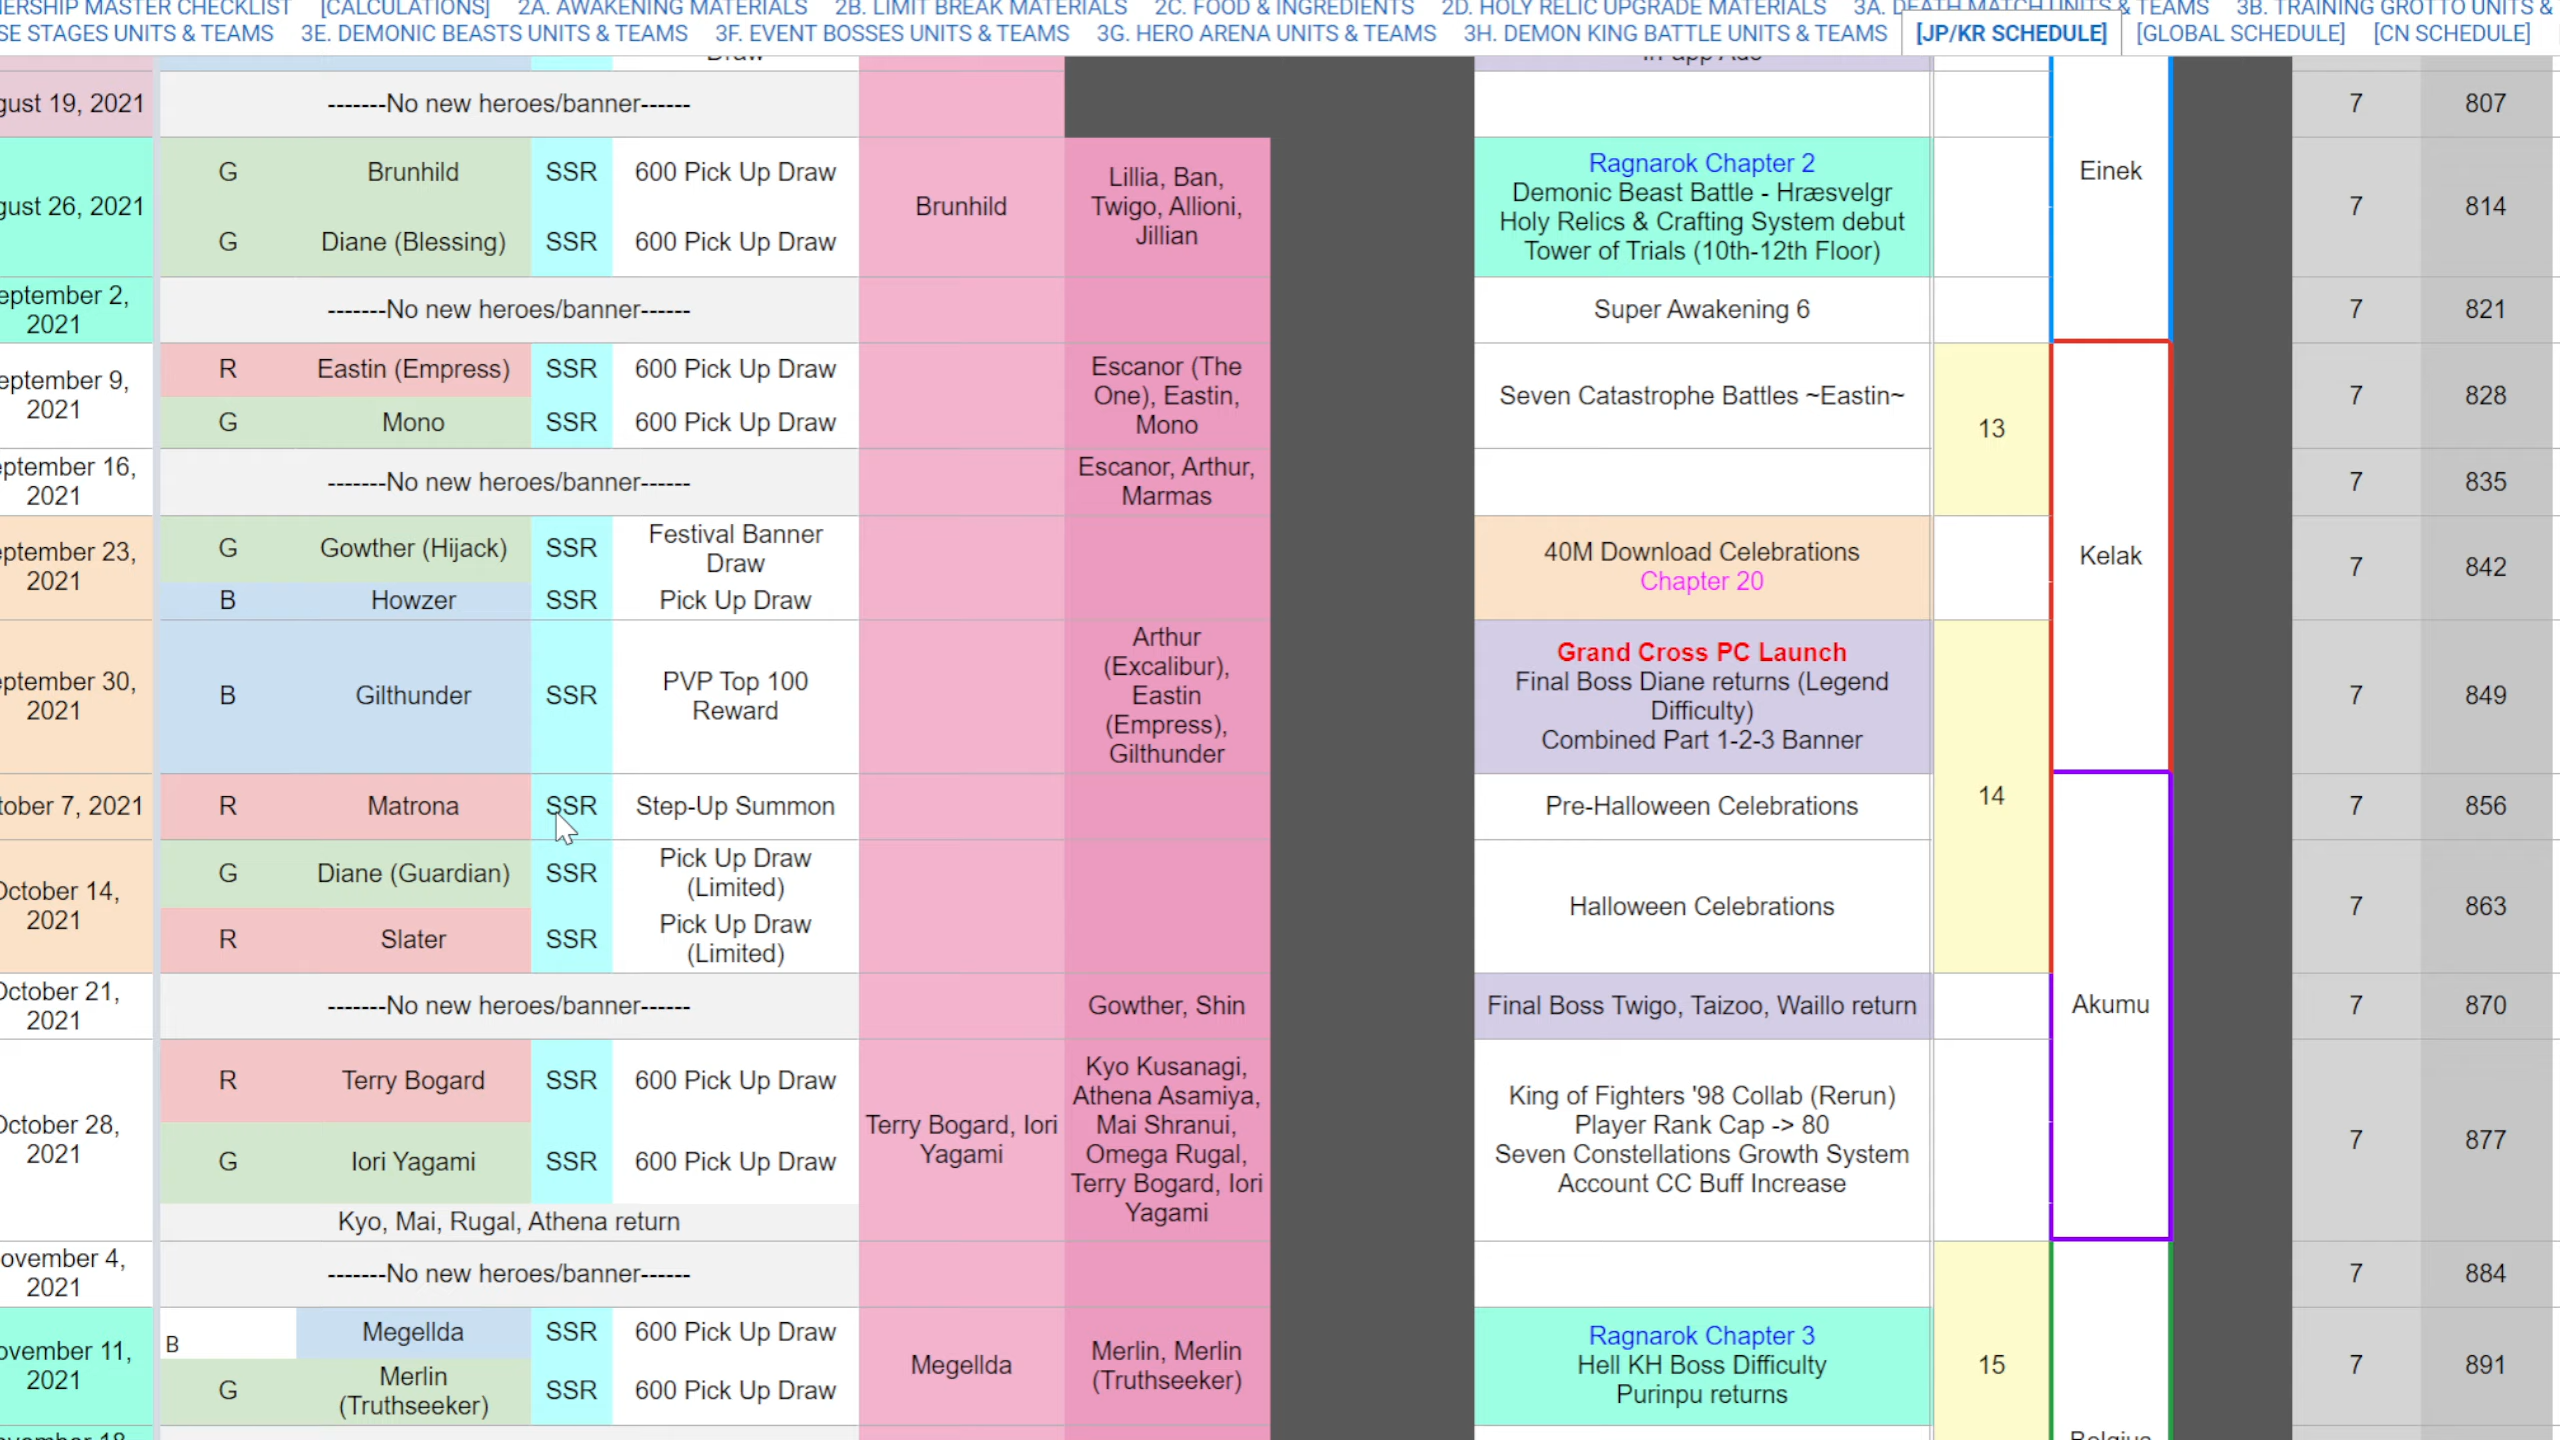 [CALCULATIONS] 2A. AWAKENING MATERIALS 2B. LIMIT BREAK MATERIALS 2C. FOOD & INGREDIENTS 2D. HOLY RELIC UPGRADE MATERIALS 3A. DEATH MATCH UNITS & TEAMS 3B. TRAINING GROTTO UNITS &
SE STAGES UNITS & TEAMS 3E. DEMONIC BEASTS UNITS & TEAMS 3F. EVENT BOSSES UNITS & TEAMS 3G. HERO ARENA UNITS & TEAMS 3H. DEMON KING BATTLE UNITS & TEAMS [JP/KR SCHEDULE] [GLOBAL SCHEDULE] [CN SCHEDULE]
gust 19, 2021 -------No new heroes/banner------ 7 807
gust 26, 2021
G Brunhild SSR 600 Pick Up Draw
G Diane (Blessing) SSR 600 Pick Up Draw
Brunhild
Lillia, Ban,
Twigo, Allioni,
Jillian
Ragnarok Chapter 2
Demonic Beast Battle - Hræsvelgr
Holy Relics & Crafting System debut
Tower of Trials (10th-12th Floor)
Einek
7 814
eptember 2,
2021
-------No new heroes/banner------
Super Awakening 6
7 821
eptember 9,
2021
R Eastin (Empress) SSR 600 Pick Up Draw
G Mono SSR 600 Pick Up Draw
Escanor (The
One), Eastin,
Mono
Seven Catastrophe Battles ~Eastin~
13
7 828
eptember 16,
2021
-------No new heroes/banner------
Escanor, Arthur,
Marmas
7 835
eptember 23,
2021
G Gowther (Hijack) SSR Festival Banner
Draw
B Howzer SSR Pick Up Draw
40M Download Celebrations
Chapter 20
Kelak
7 842
eptember 30,
2021
B Gilthunder SSR PVP Top 100
Reward
Arthur
(Excalibur),
Eastin
(Empress),
Gilthunder
Grand Cross PC Launch
Final Boss Diane returns (Legend
Difficulty)
Combined Part 1-2-3 Banner
7 849
tober 7, 2021
R Matrona SSR Step-Up Summon
Pre-Halloween Celebrations
14
7 856
October 14,
2021
G Diane (Guardian) SSR Pick Up Draw
(Limited)
R Slater SSR Pick Up Draw
(Limited)
Halloween Celebrations
7 863
October 21,
2021
-------No new heroes/banner------
Gowther, Shin
Final Boss Twigo, Taizoo, Waillo return
Akumu
7 870
October 28,
2021
R Terry Bogard SSR 600 Pick Up Draw
G Iori Yagami SSR 600 Pick Up Draw
Kyo, Mai, Rugal, Athena return
Terry Bogard, Iori
Yagami
Kyo Kusanagi,
Athena Asamiya,
Mai Shranui,
Omega Rugal,
Terry Bogard, Iori
Yagami
King of Fighters '98 Collab (Rerun)
Player Rank Cap -> 80
Seven Constellations Growth System
Account CC Buff Increase
7 877
ovember 4,
2021
-------No new heroes/banner------
7 884
ovember 11,
2021
B Megellda SSR 600 Pick Up Draw
G Merlin
(Truthseeker) SSR 600 Pick Up Draw
Megellda
Merlin, Merlin
(Truthseeker)
Ragnarok Chapter 3
Hell KH Boss Difficulty
Purinpu returns
15
7 891